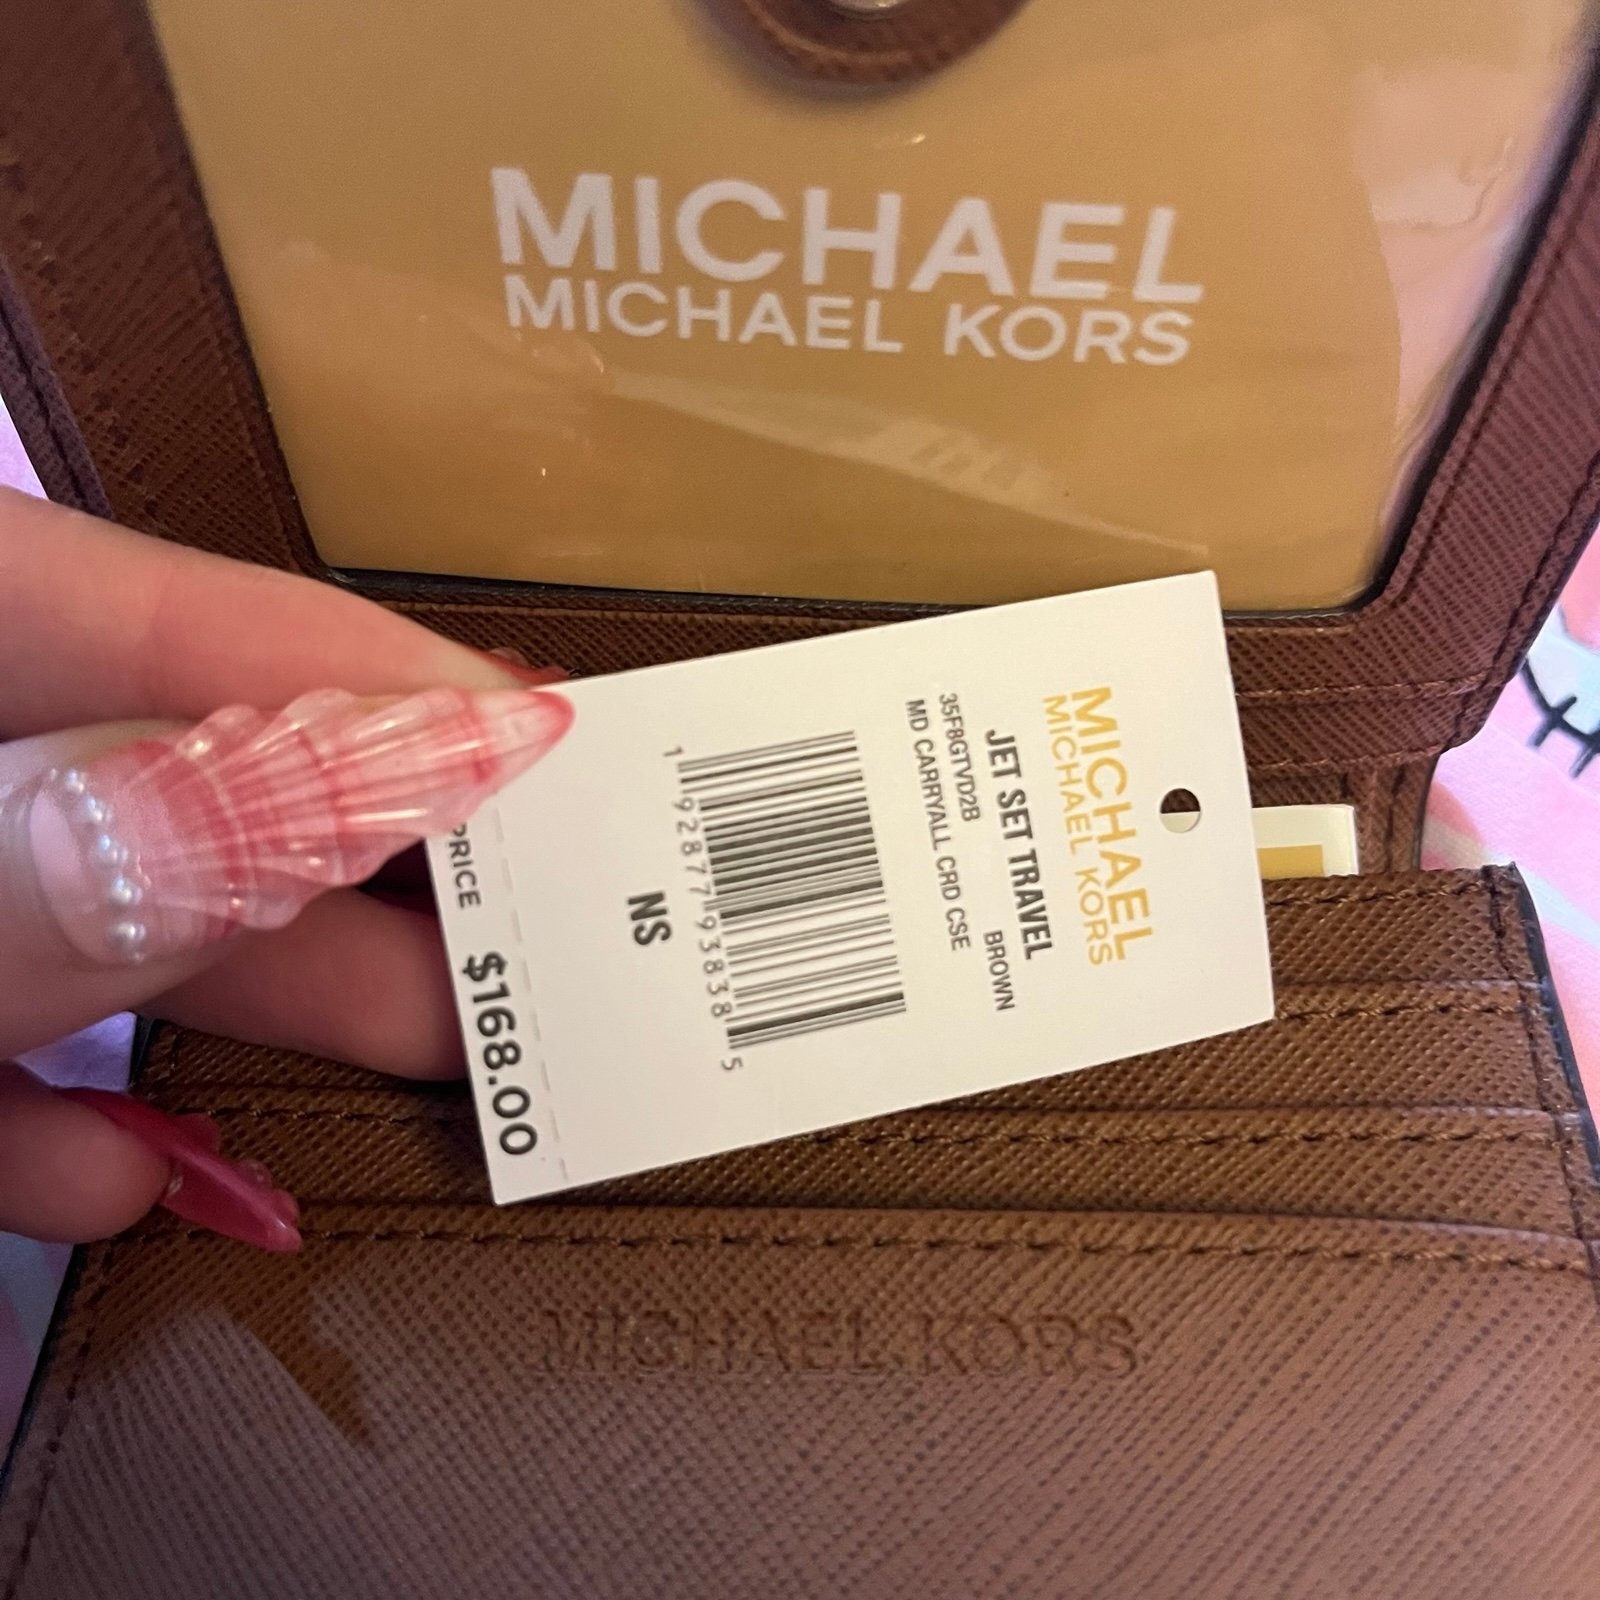 MICHAEL
MICHAEL KORS
MICHAEL
MICHAEL KORS
JET SET TRAVEL
BROWN
35F8GTVD2B
MD CARRYALL CRD CSE
1 92877 93838 5
NS
PRICE $168.00
MICHAEL KORS